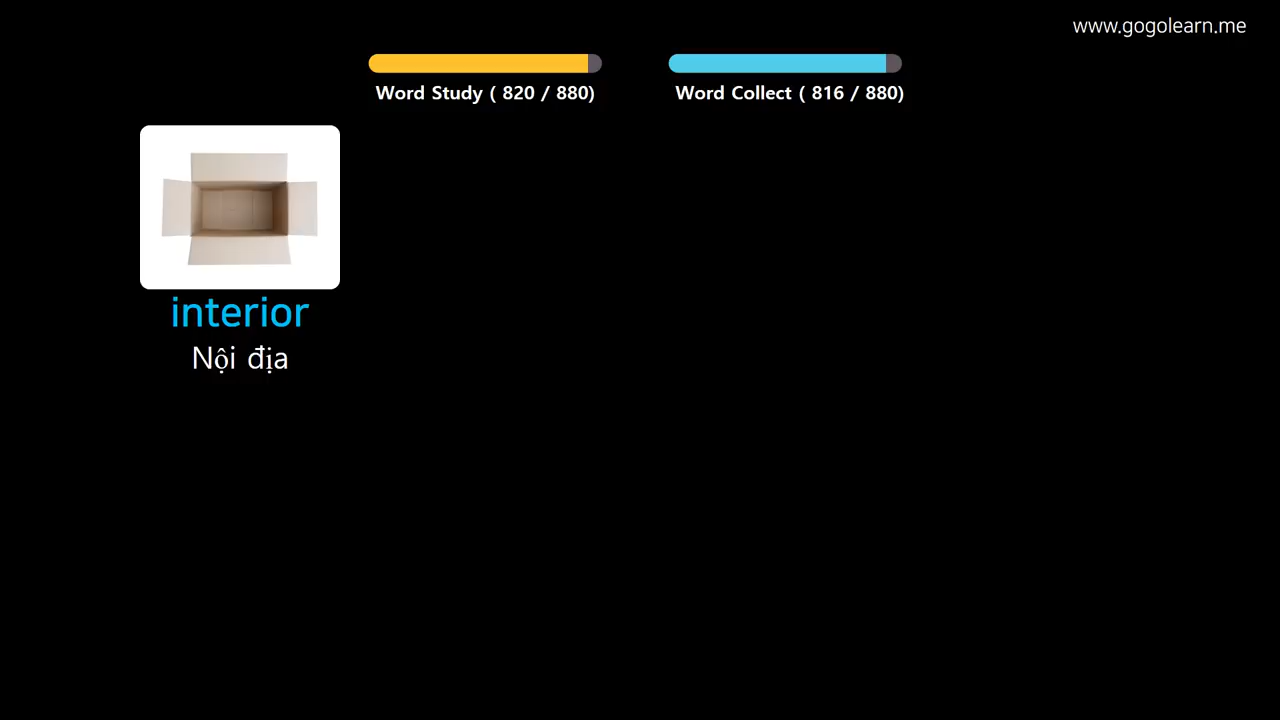 www.gogolearn.me
Word Study ( 820 / 880)
Word Collect ( 816 / 880)
interior
Nội địa